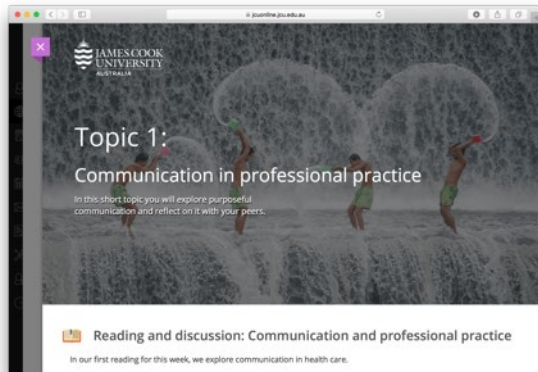 jcuonline.jcu.edu.au
JAMES COOK
UNIVERSITY
AUSTRALIA
Topic 1:
Communication in professional practice
In this short topic you will explore purposeful
communication and reflect on it with your peers.
Reading and discussion: Communication and professional practice
In our first reading for this week, we explore communication in health care.